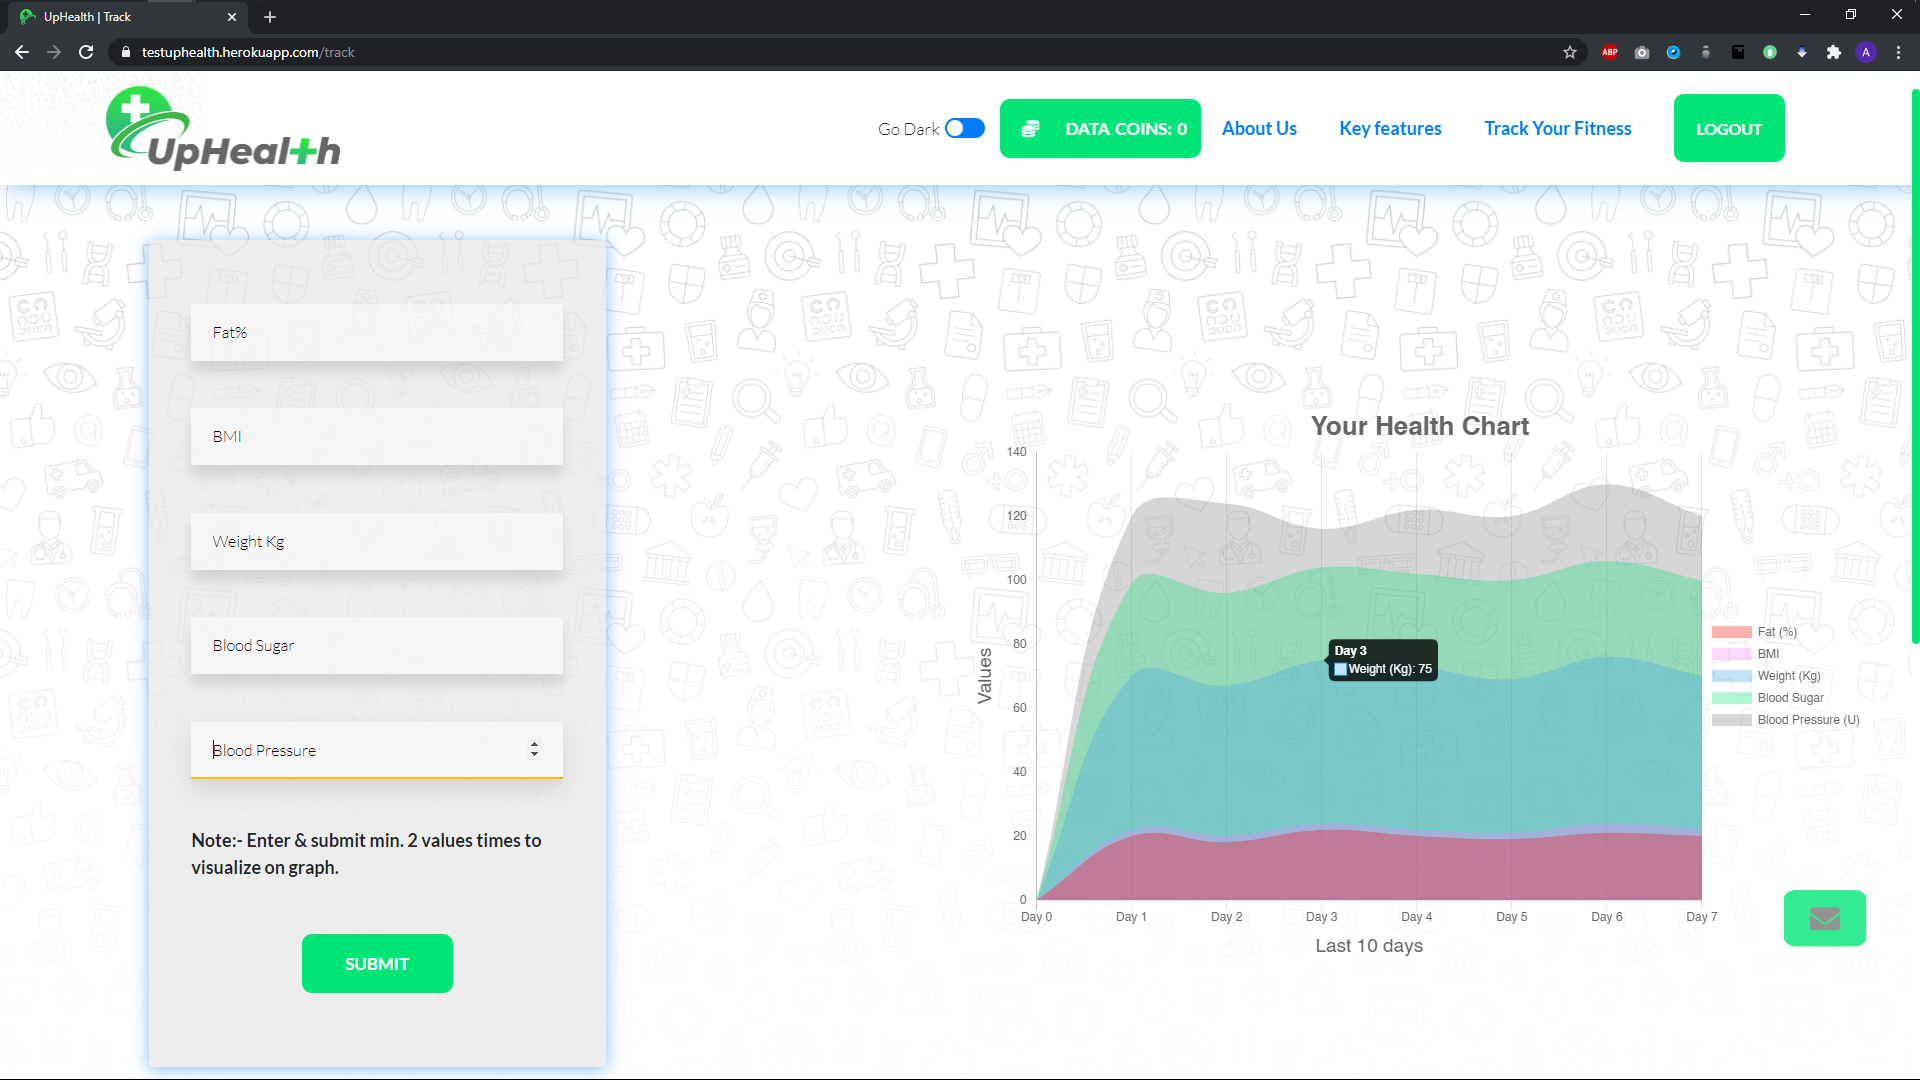 UpHealth | Track
testuphealth.herokuapp.com/track
ABP
A
UpHealth
Go Dark
DATA COINS: 0
About Us
Key features
Track Your Fitness
LOGOUT
Fat%
BMI
Weight Kg
Blood Sugar
Blood Pressure
Note:- Enter & submit min. 2 values times to
visualize on graph.
SUBMIT
Your Health Chart
Values
140
120
100
80
60
40
20
0
Day 3
Weight (Kg): 75
Day 0
Day 1
Day 2
Day 3
Day 4
Day 5
Day 6
Day 7
Last 10 days
Fat (%)
BMI
Weight (Kg)
Blood Sugar
Blood Pressure (U)